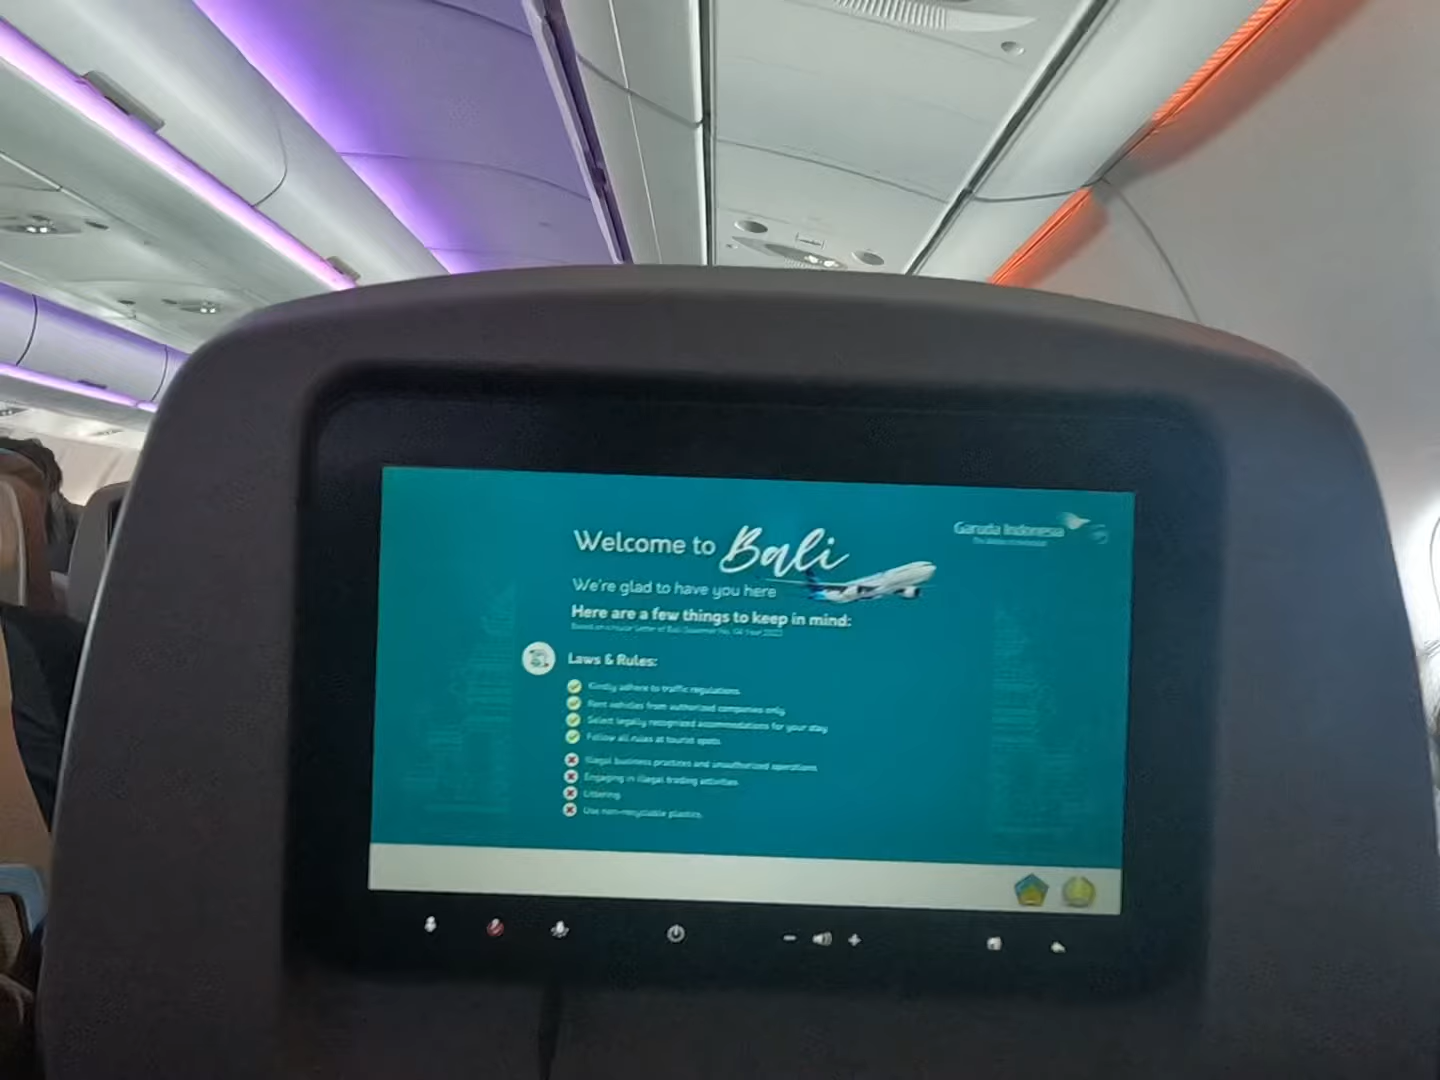 Welcome to Bali
Garuda Indonesia
We're glad to have you here
Here are a few things to keep in mind:
Laws & Rules:
Kindly adhere to traffic regulations.
Rent vehicles from authorized companies only.
Select legally recognized accommodations for your stay.
Follow all rules at tourist spots.
Illegal business practices and unauthorized operations.
Engaging in illegal trading activities.
Littering.
Use non-recyclable plastics.